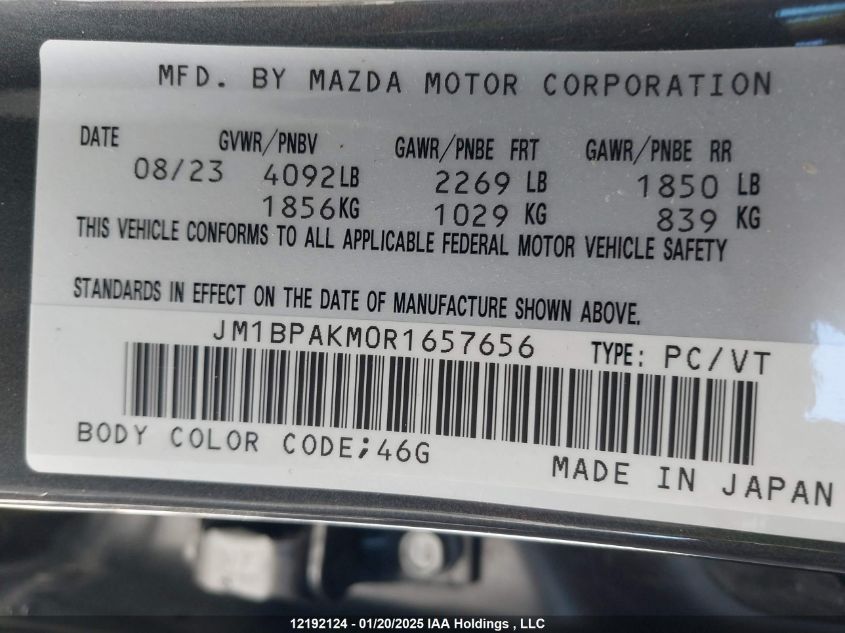 MFD. BY MAZDA MOTOR CORPORATION
DATE GVWR/PNBV GAWR/PNBE FRT GAWR/PNBE RR
08/23 4092LB 2269 LB 1850 LB
1856KG 1029 KG 839 KG
THIS VEHICLE CONFORMS TO ALL APPLICABLE FEDERAL MOTOR VEHICLE SAFETY
STANDARDS IN EFFECT ON THE DATE OF MANUFACTURE SHOWN ABOVE.
JM1BPAKM0R1657656 TYPE: PC/VT
BODY COLOR CODE;46G
MADE IN JAPAN
12192124 - 01/20/2025 IAA Holdings , LLC